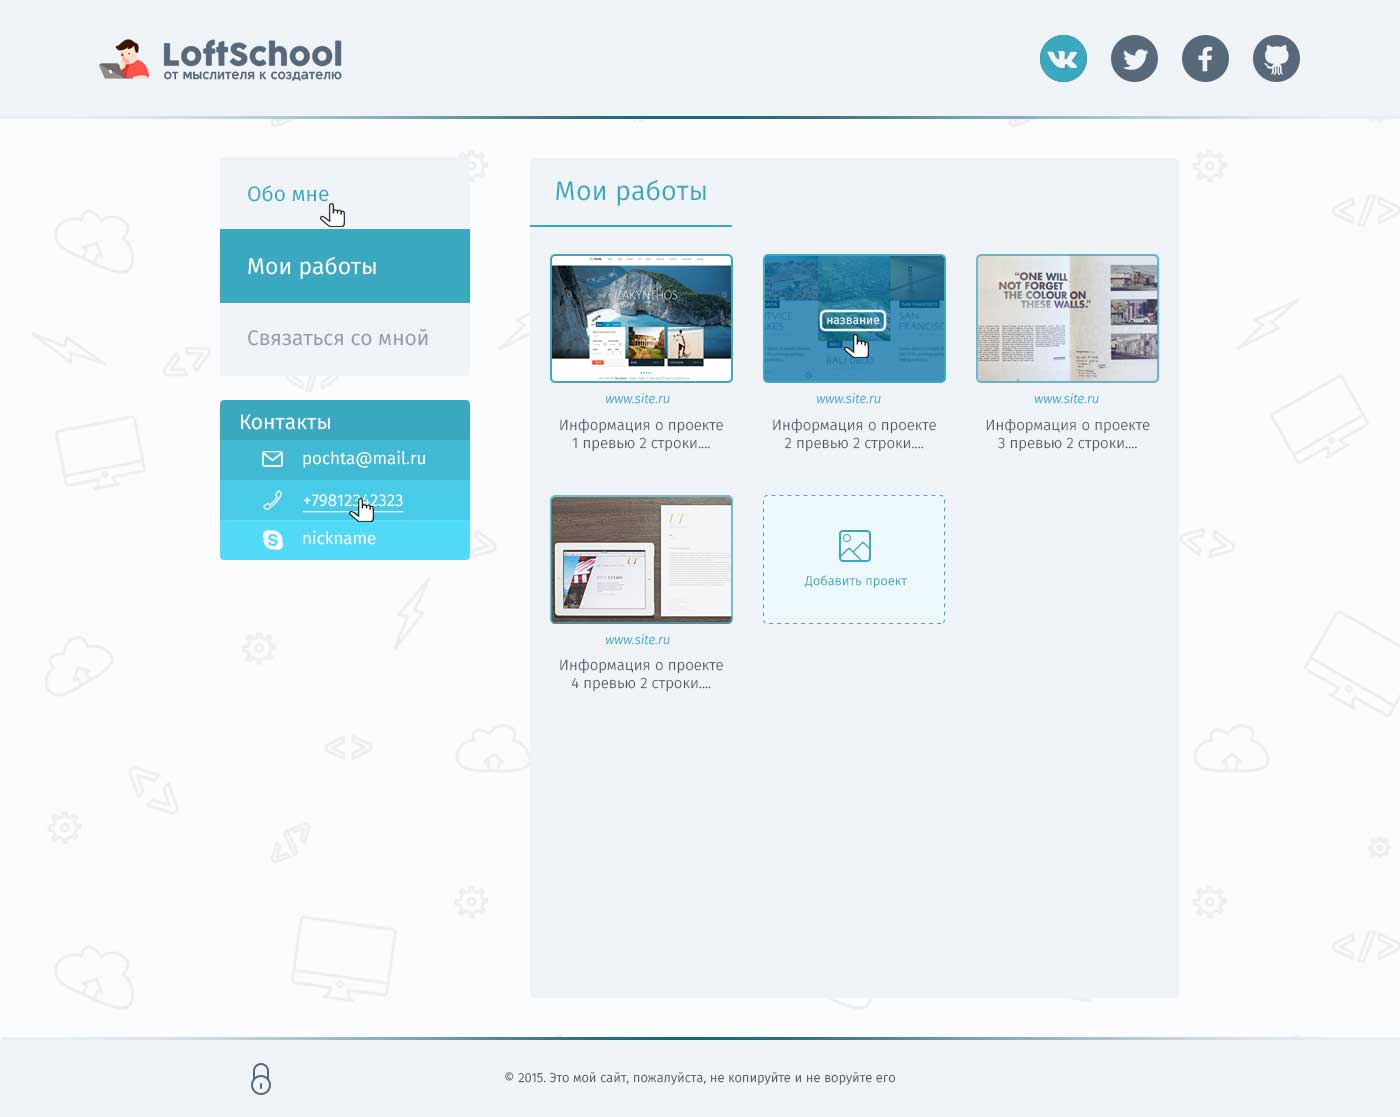 LoftSchool
от мыслителя к создателю
Обо мне
Мои работы
Связаться со мной
Контакты
pochta@mail.ru
+79812342323
nickname
Мои работы
ZAKYNTHOS
www.site.ru
Информация о проекте
1 превью 2 строки....
название
SAN
www.site.ru
Информация о проекте
2 превью 2 строки....
"ONE WILL
NOT FORGET
THE COLOUR ON
THESE WALLS."
www.site.ru
Информация о проекте
3 превью 2 строки....
www.site.ru
Информация о проекте
4 превью 2 строки....
Добавить проект
© 2015. Это мой сайт, пожалуйста, не копируйте и не воруйте его